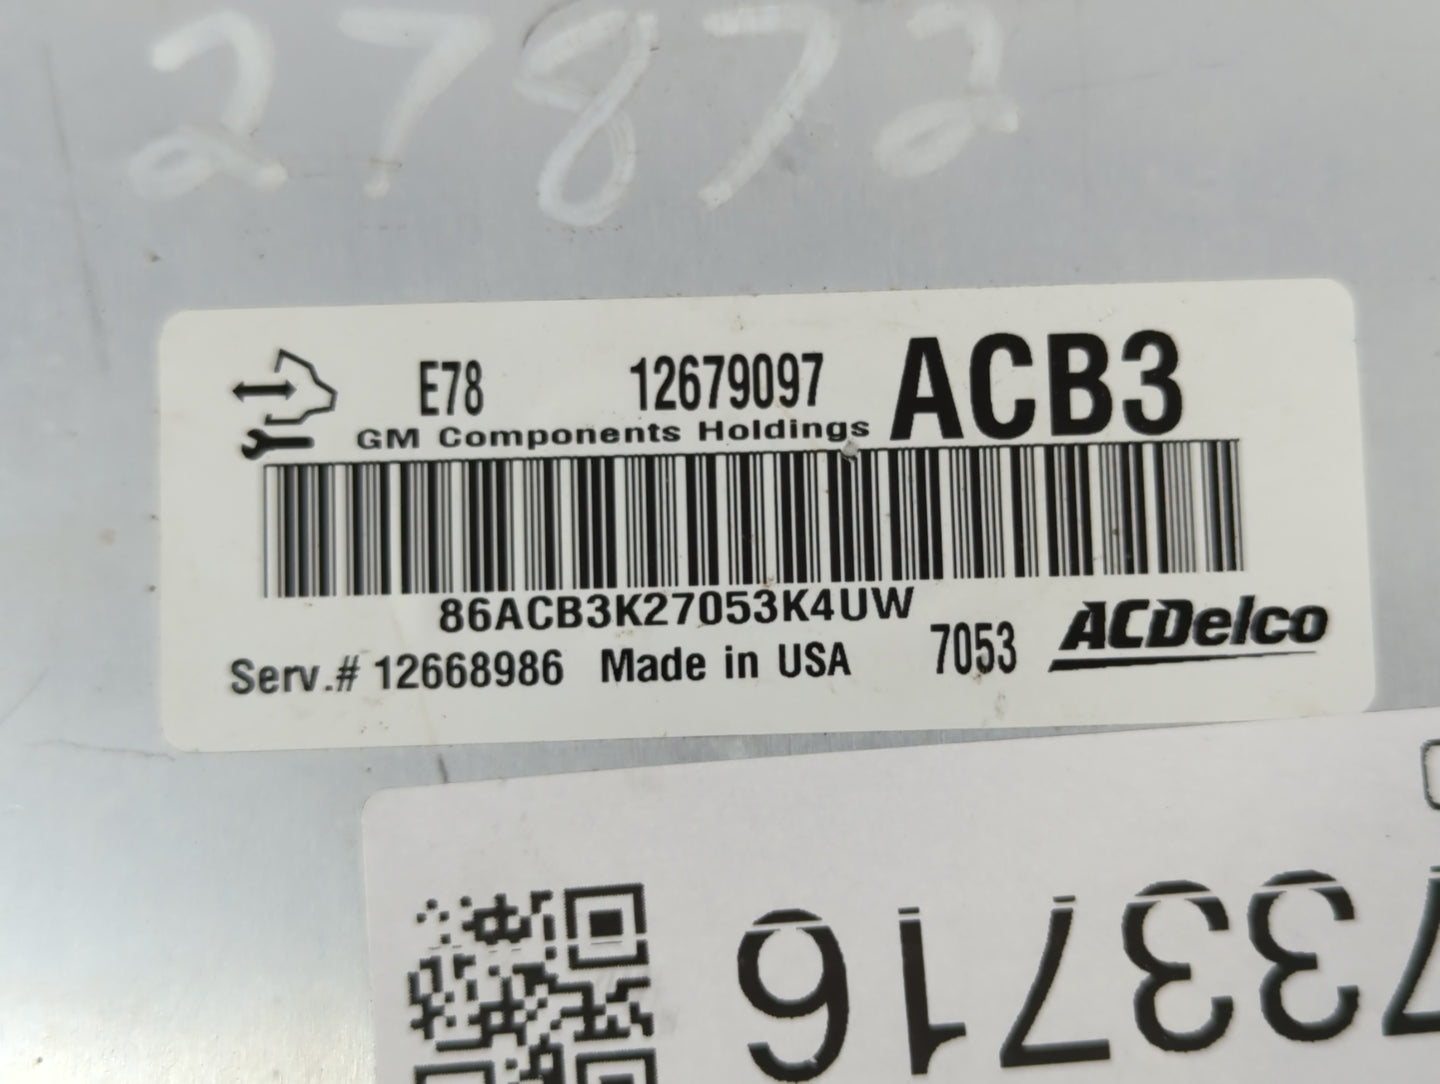 27872
E78 12679097 ACB3
GM Components Holdings
86ACB3K27053K4UW
Serv.# 12668986 Made in USA 7053 ACDelco
733716